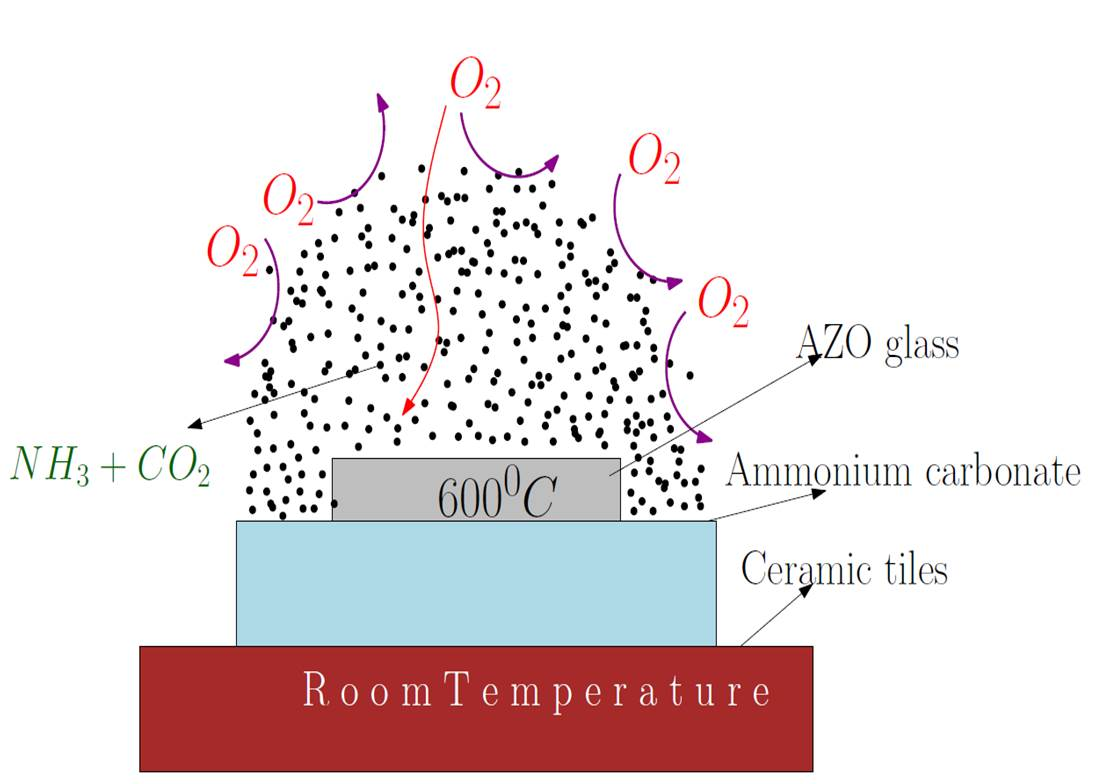 O₂
O₂
O₂
O₂
O₂
AZO glass
NH₃ + CO₂
Ammonium carbonate
600⁰C
Ceramic tiles
Room Temperature